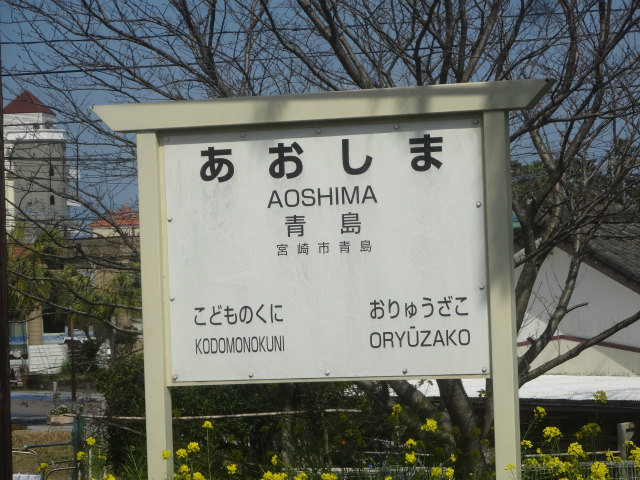 あおしま
AOSHIMA
青島
宮崎市青島
こどものくに おりゅうざこ
KODOMONOKUNI ORYŪZAKO